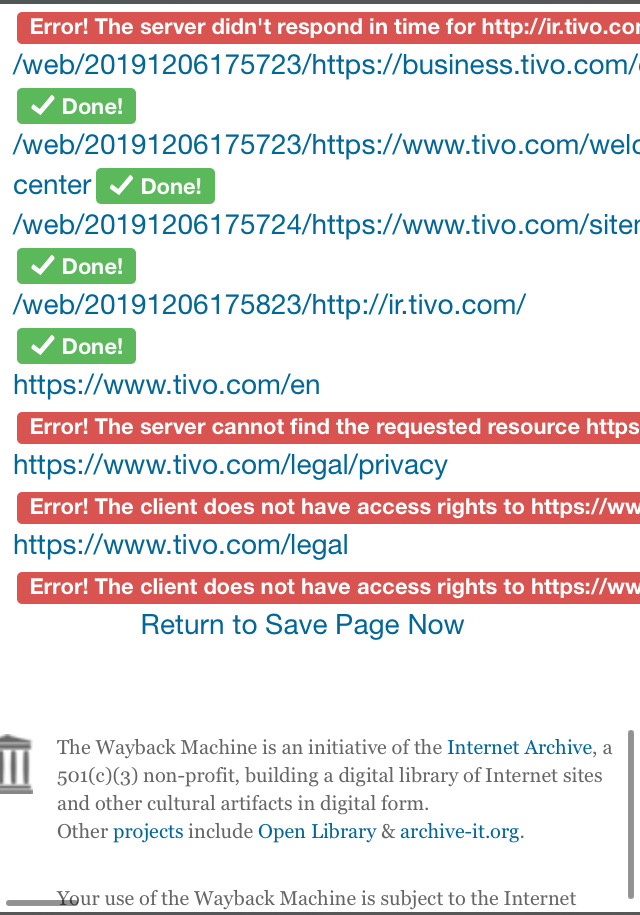 Error! The server didn't respond in time for http://ir.tivo.com
/web/20191206175723/https://business.tivo.com/
Done!
/web/20191206175723/https://www.tivo.com/welc
center Done!
/web/20191206175724/https://www.tivo.com/siter
Done!
/web/20191206175823/http://ir.tivo.com/
Done!
https://www.tivo.com/en
Error! The server cannot find the requested resource https
https://www.tivo.com/legal/privacy
Error! The client does not have access rights to https://ww
https://www.tivo.com/legal
Error! The client does not have access rights to https://ww
Return to Save Page Now
The Wayback Machine is an initiative of the Internet Archive, a
501(c)(3) non-profit, building a digital library of Internet sites
and other cultural artifacts in digital form.
Other projects include Open Library & archive-it.org.
Your use of the Wayback Machine is subject to the Internet